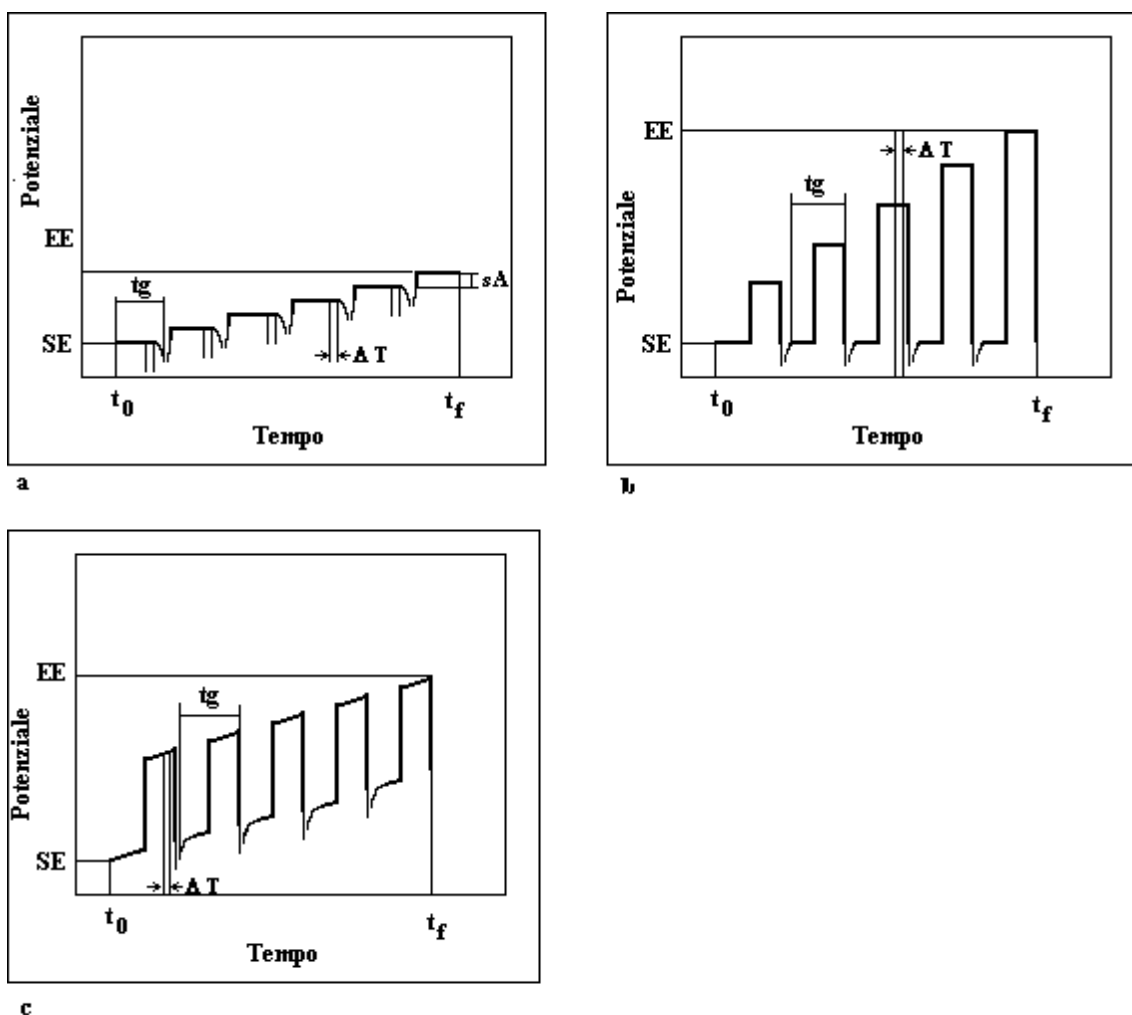 Potenziale
EE
SE
tg
sA
A T
t0
tf
Tempo
a
Potenziale
EE
SE
tg
A T
t0
tf
Tempo
b
Potenziale
EE
SE
tg
A T
t0
tf
Tempo
c